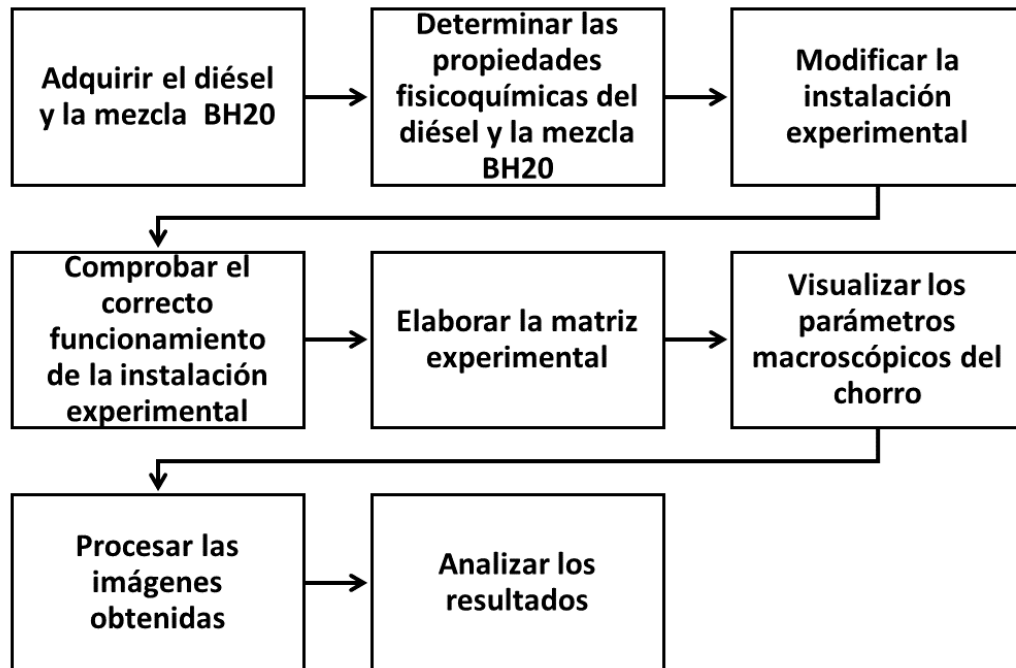 Adquirir el diésel
y la mezcla BH20
Determinar las
propiedades
fisicoquímicas del
diésel y la mezcla
BH20
Modificar la
instalación
experimental
Comprobar el
correcto
funcionamiento
de la instalación
experimental
Elaborar la matriz
experimental
Visualizar los
parámetros
macroscópicos del
chorro
Procesar las
imágenes
obtenidas
Analizar los
resultados